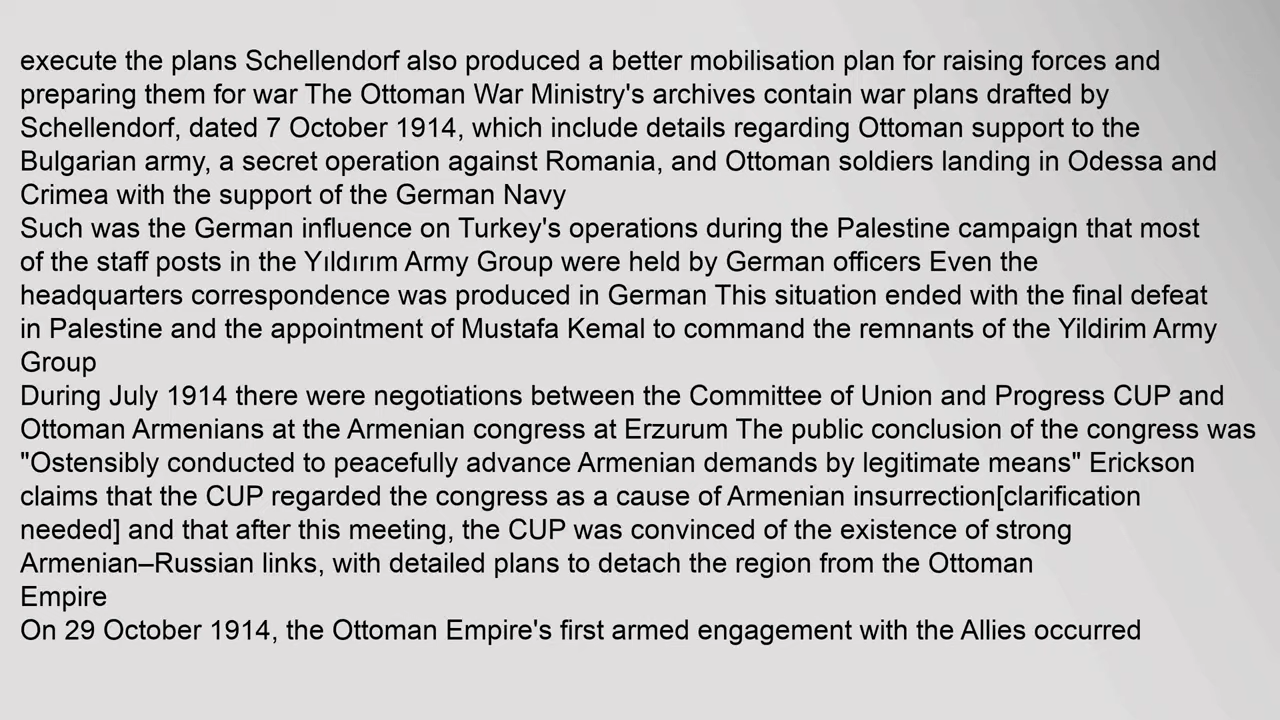 execute the plans Schellendorf also produced a better mobilisation plan for raising forces and
preparing them for war The Ottoman War Ministry's archives contain war plans drafted by
Schellendorf, dated 7 October 1914, which include details regarding Ottoman support to the
Bulgarian army, a secret operation against Romania, and Ottoman soldiers landing in Odessa and
Crimea with the support of the German Navy
Such was the German influence on Turkey's operations during the Palestine campaign that most
of the staff posts in the Yıldırım Army Group were held by German officers Even the
headquarters correspondence was produced in German This situation ended with the final defeat
in Palestine and the appointment of Mustafa Kemal to command the remnants of the Yildirim Army
Group
During July 1914 there were negotiations between the Committee of Union and Progress CUP and
Ottoman Armenians at the Armenian congress at Erzurum The public conclusion of the congress was
"Ostensibly conducted to peacefully advance Armenian demands by legitimate means" Erickson
claims that the CUP regarded the congress as a cause of Armenian insurrection[clarification
needed] and that after this meeting, the CUP was convinced of the existence of strong
Armenian–Russian links, with detailed plans to detach the region from the Ottoman
Empire
On 29 October 1914, the Ottoman Empire's first armed engagement with the Allies occurred